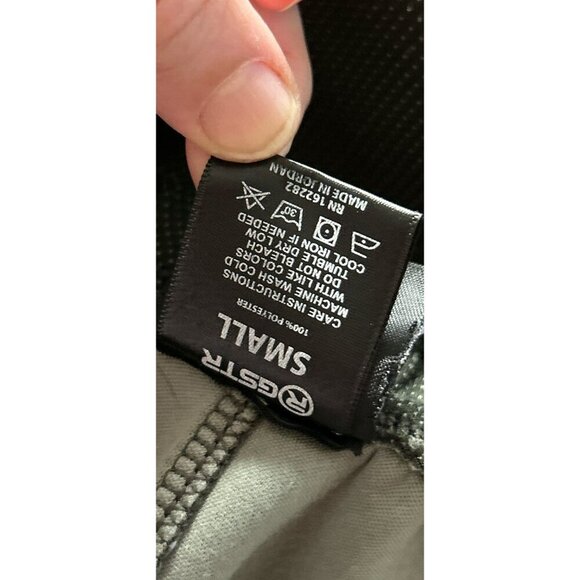 RGSTR
SMALL
100% POLYESTER
CARE INSTRUCTIONS
MACHINE WASH COLD
WITH LIKE COLORS
DO NOT BLEACH
TUMBLE DRY LOW
COOL IRON IF NEEDED
30°
RN 162282
MADE IN JORDAN